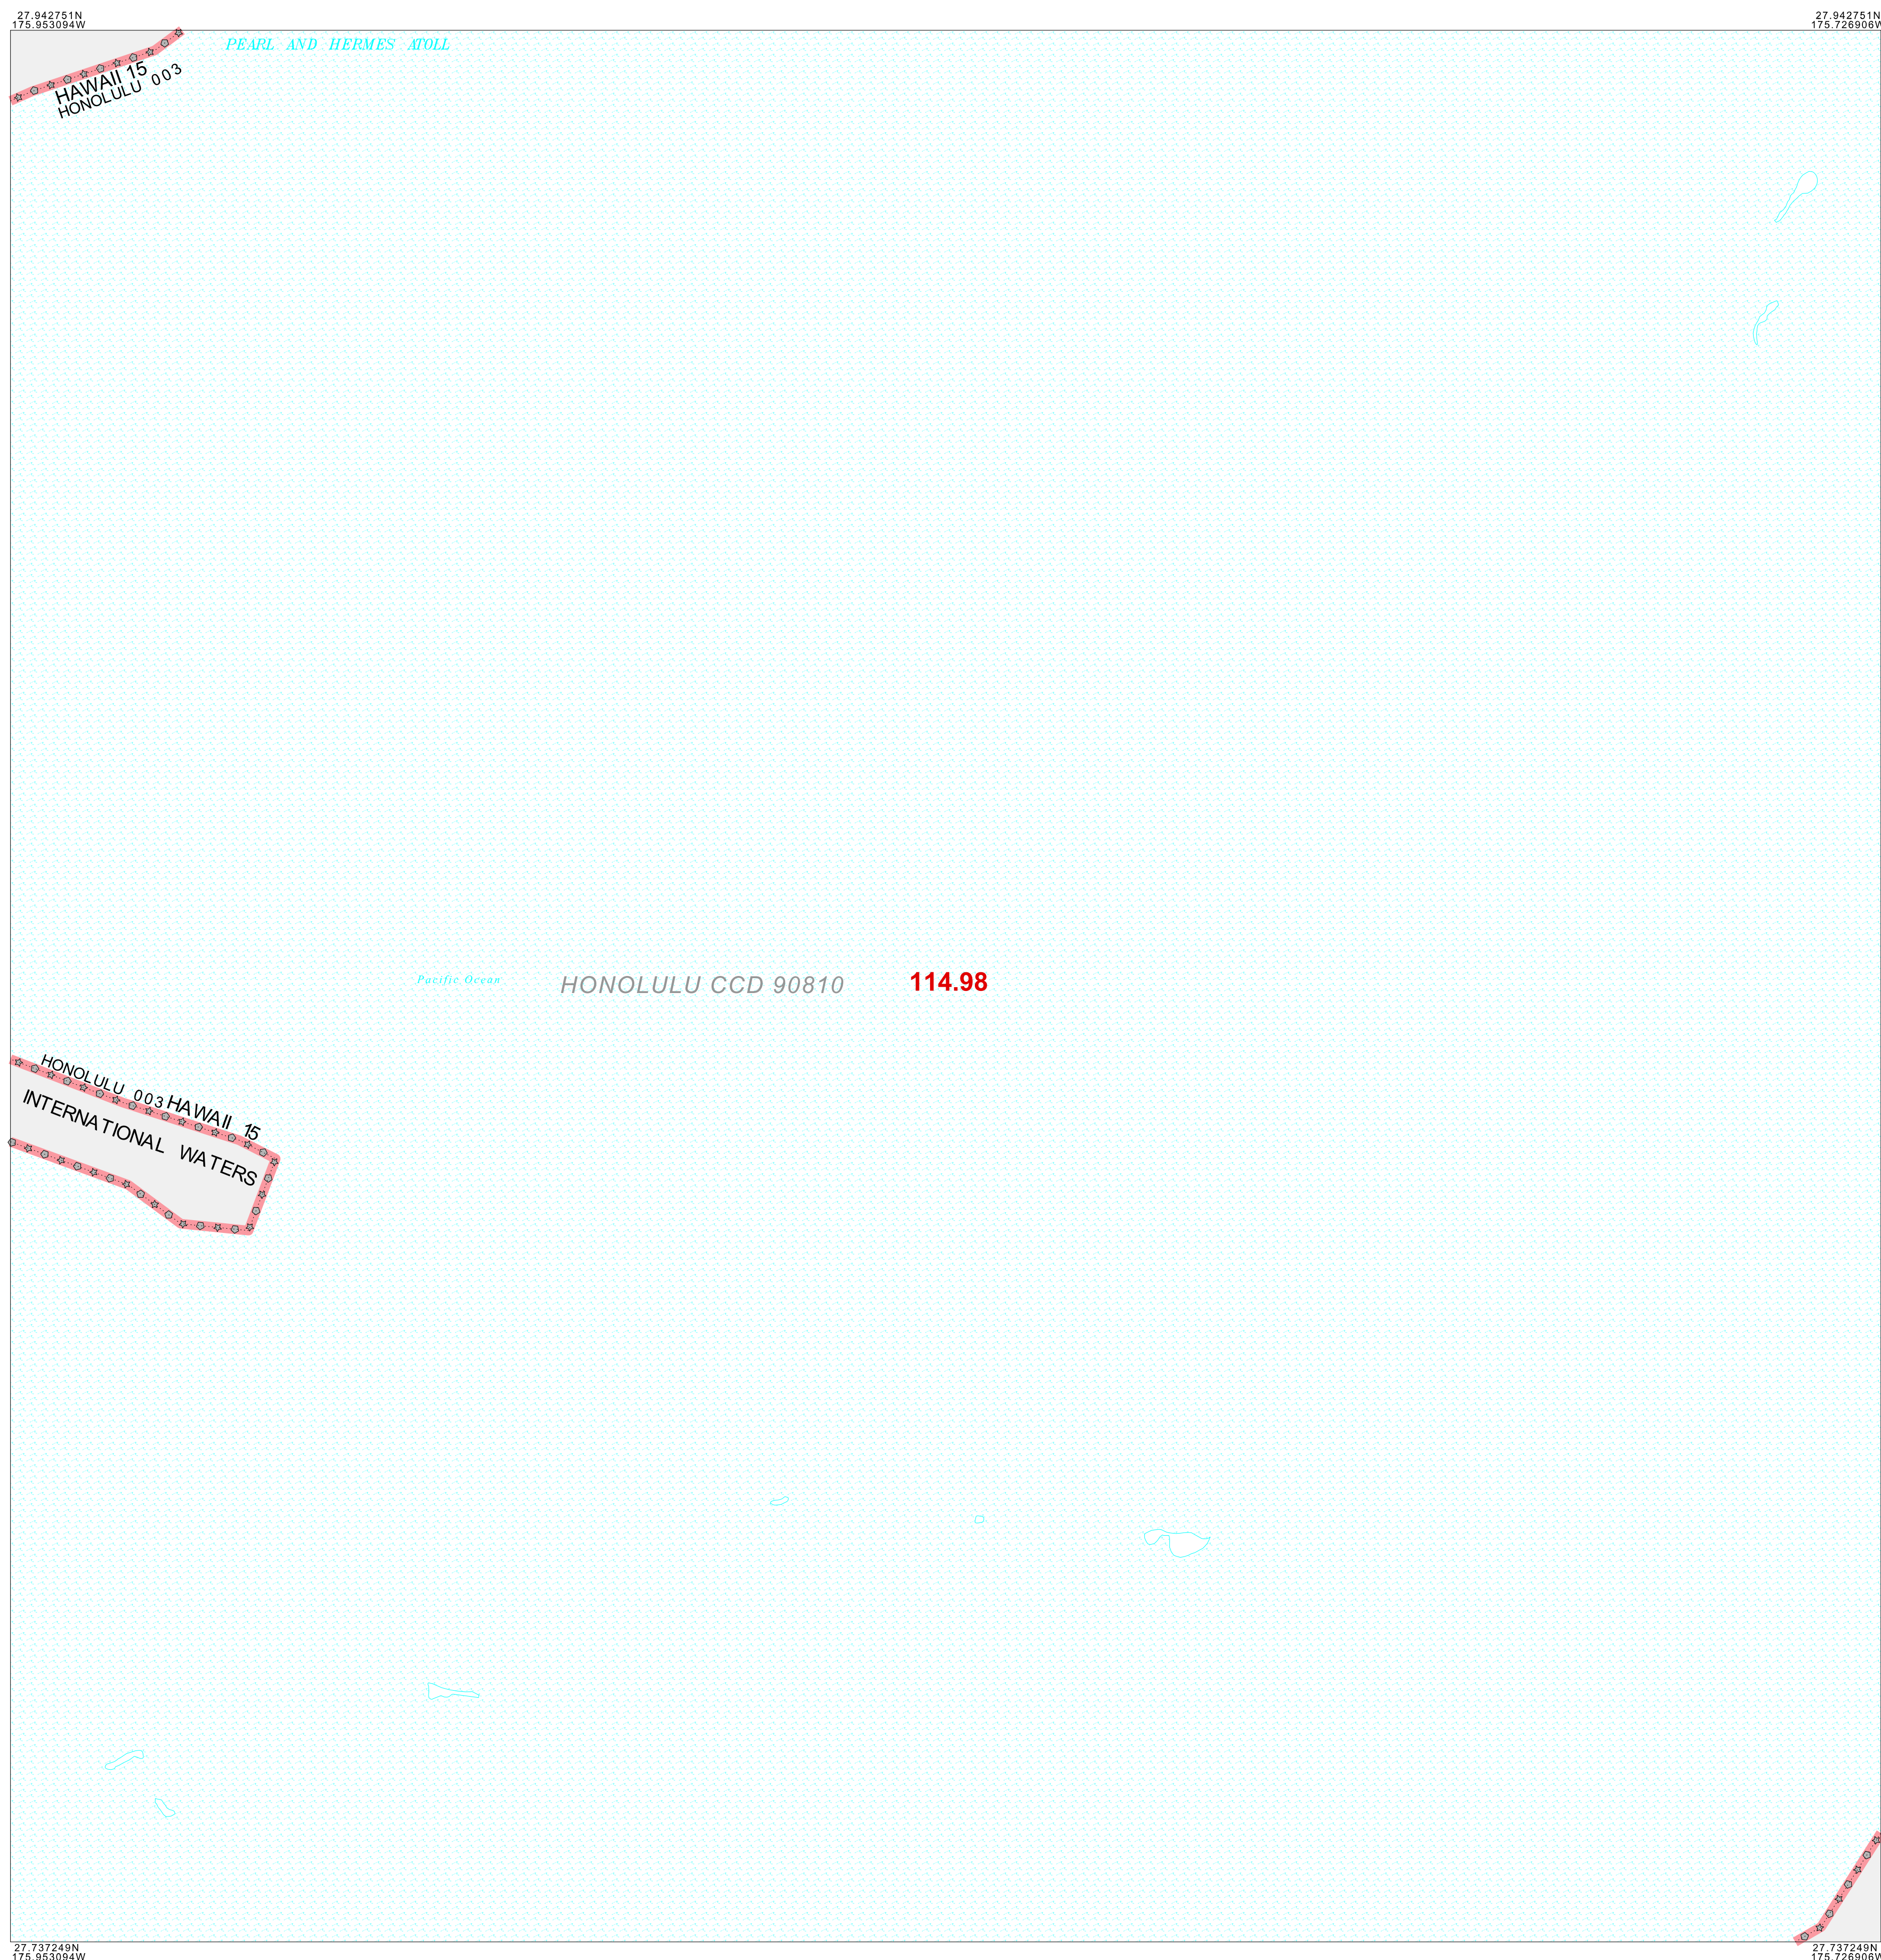 27.942751N
175.953094W
27.942751N
175.726906W
PEARL AND HERMES ATOLL
HAWAII 15
HONOLULU 003
Pacific Ocean
HONOLULU CCD 90810
114.98
HONOLULU 003
HAWAII 15
INTERNATIONAL WATERS
27.737249N
175.953094W
27.737249N
175.726906W